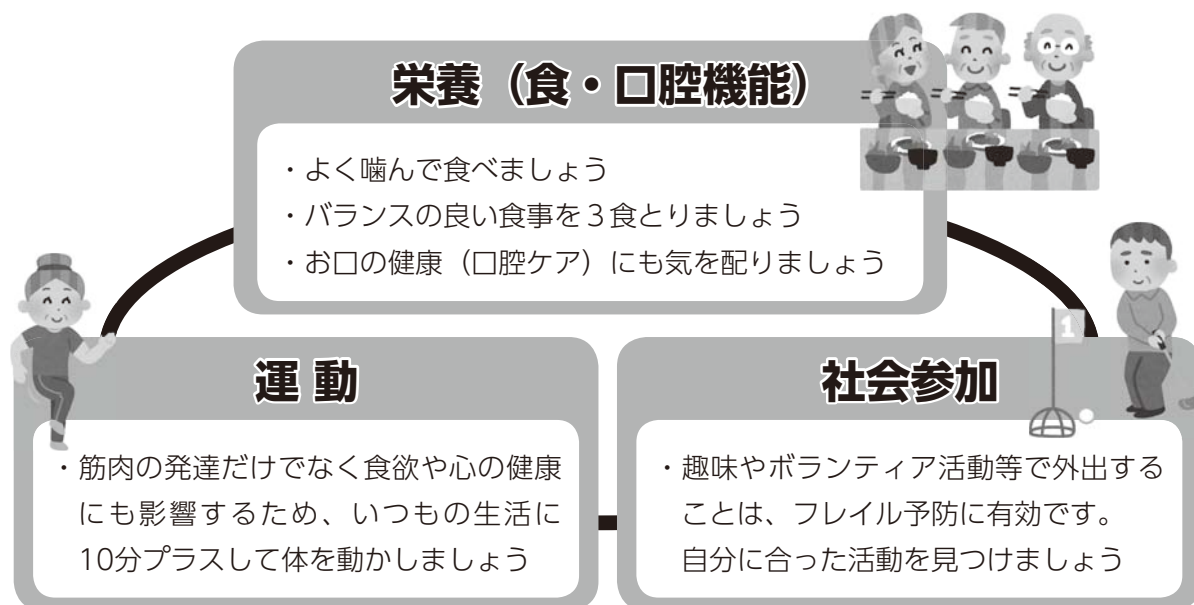 栄養（食・口腔機能）
・よく噛んで食べましょう
・バランスの良い食事を３食とりましょう
・お口の健康（口腔ケア）にも気を配りましょう
運 動
・筋肉の発達だけでなく食欲や心の健康
にも影響するため、いつもの生活に
10分プラスして体を動かしましょう
社会参加
1
・趣味やボランティア活動等で外出する
ことは、フレイル予防に有効です。
自分に合った活動を見つけましょう